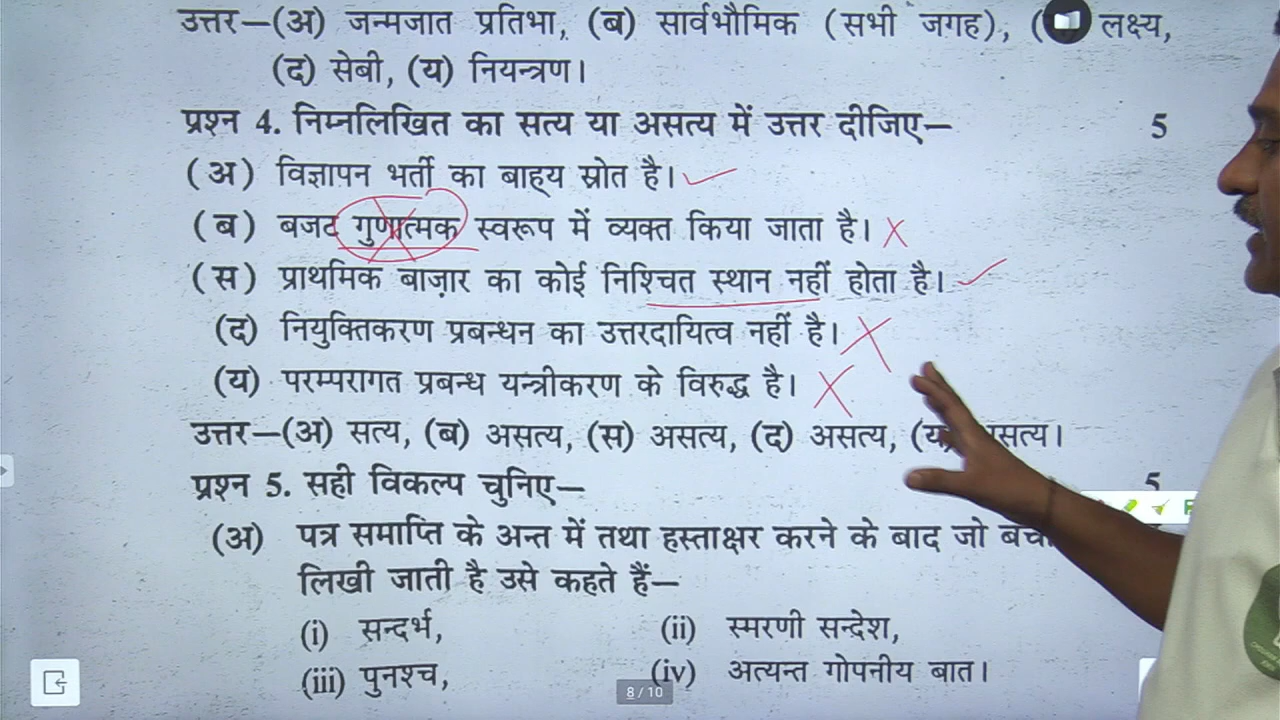 उत्तर–(अ) जन्मजात प्रतिभा, (ब) सार्वभौमिक (सभी जगह), ( लक्ष्य,
(द) सेबी, (य) नियन्त्रण।
प्रश्न 4. निम्नलिखित का सत्य या असत्य में उत्तर दीजिए– 5
(अ) विज्ञापन भर्ती का बाह्य स्रोत है।
(ब) बजट गुणात्मक स्वरूप में व्यक्त किया जाता है।
(स) प्राथमिक बाज़ार का कोई निश्चित स्थान नहीं होता है।
(द) नियुक्तिकरण प्रबन्धन का उत्तरदायित्व नहीं है।
(य) परम्परागत प्रबन्ध यन्त्रीकरण के विरुद्ध है।
उत्तर–(अ) सत्य, (ब) असत्य, (स) असत्य, (द) असत्य, (य)
प्रश्न 5. सही विकल्प चुनिए– 5
(अ) पत्र समाप्ति के अन्त में तथा हस्ताक्षर करने के बाद जो
लिखी जाती है उसे कहते हैं–
(i) सन्दर्भ, (ii) स्मरणी सन्देश,
(iii) पुनश्च, (iv) अत्यन्त गोपनीय बात।
8 / 10